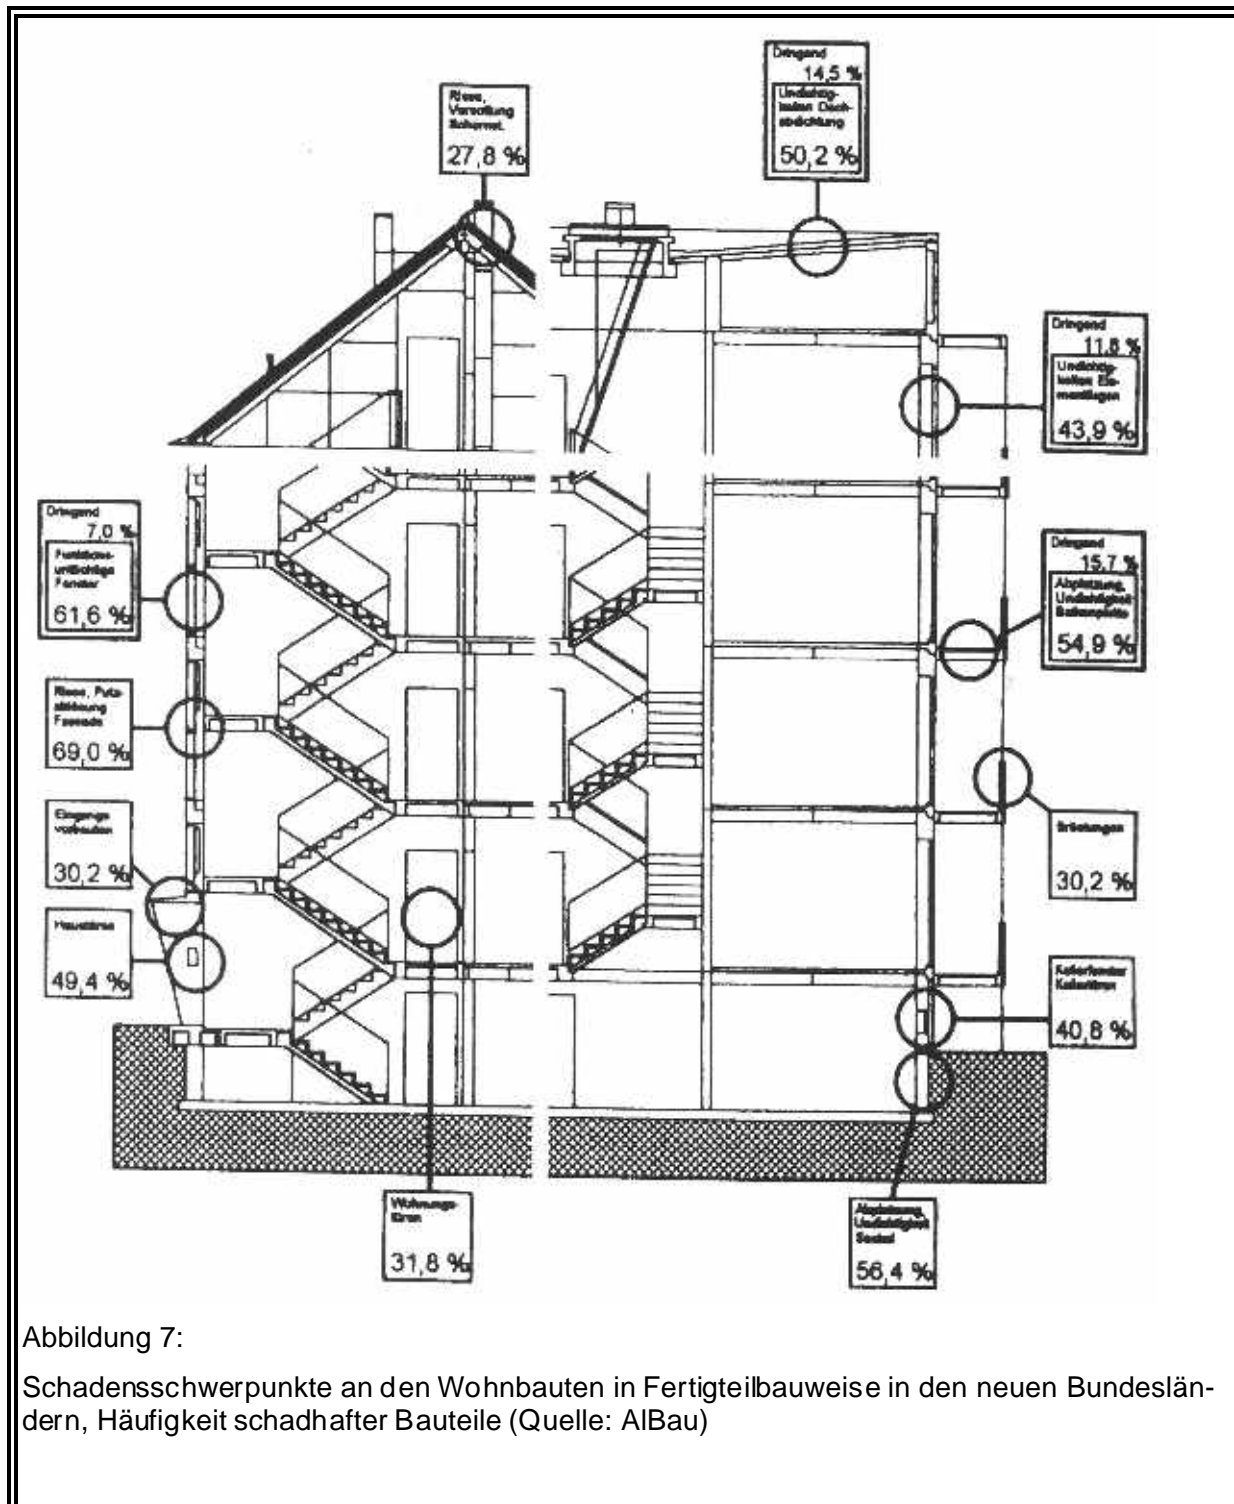 Dringend
14,5 %
Undichtig-
keiten Dach-
abdichtung
50,2 %
Risse,
Versottung
Schornst.
27,8 %
Dringend
11,8 %
Undichtig-
keiten Ele-
mentfugen
43,9 %
Dringend
7,0 %
Funktions-
untüchtige
Fenster
61,6 %
Dringend
15,7 %
Abplatzung,
Undichtigkeit
Balkonplatte
54,9 %
Risse, Putz-
ablösung
Fassade
69,0 %
Eingangs
vorbauten
30,2 %
Brüstungen
30,2 %
Haustüren
49,4 %
Kellerfenster
Kellertüren
40,8 %
Wohnungs-
türen
31,8 %
Abplatzung,
Undichtigkeit
Sockel
56,4 %
Abbildung 7:
Schadensschwerpunkte an den Wohnbauten in Fertigteilbauweise in den neuen Bundeslän-
dern, Häufigkeit schadhafter Bauteile (Quelle: AIBau)